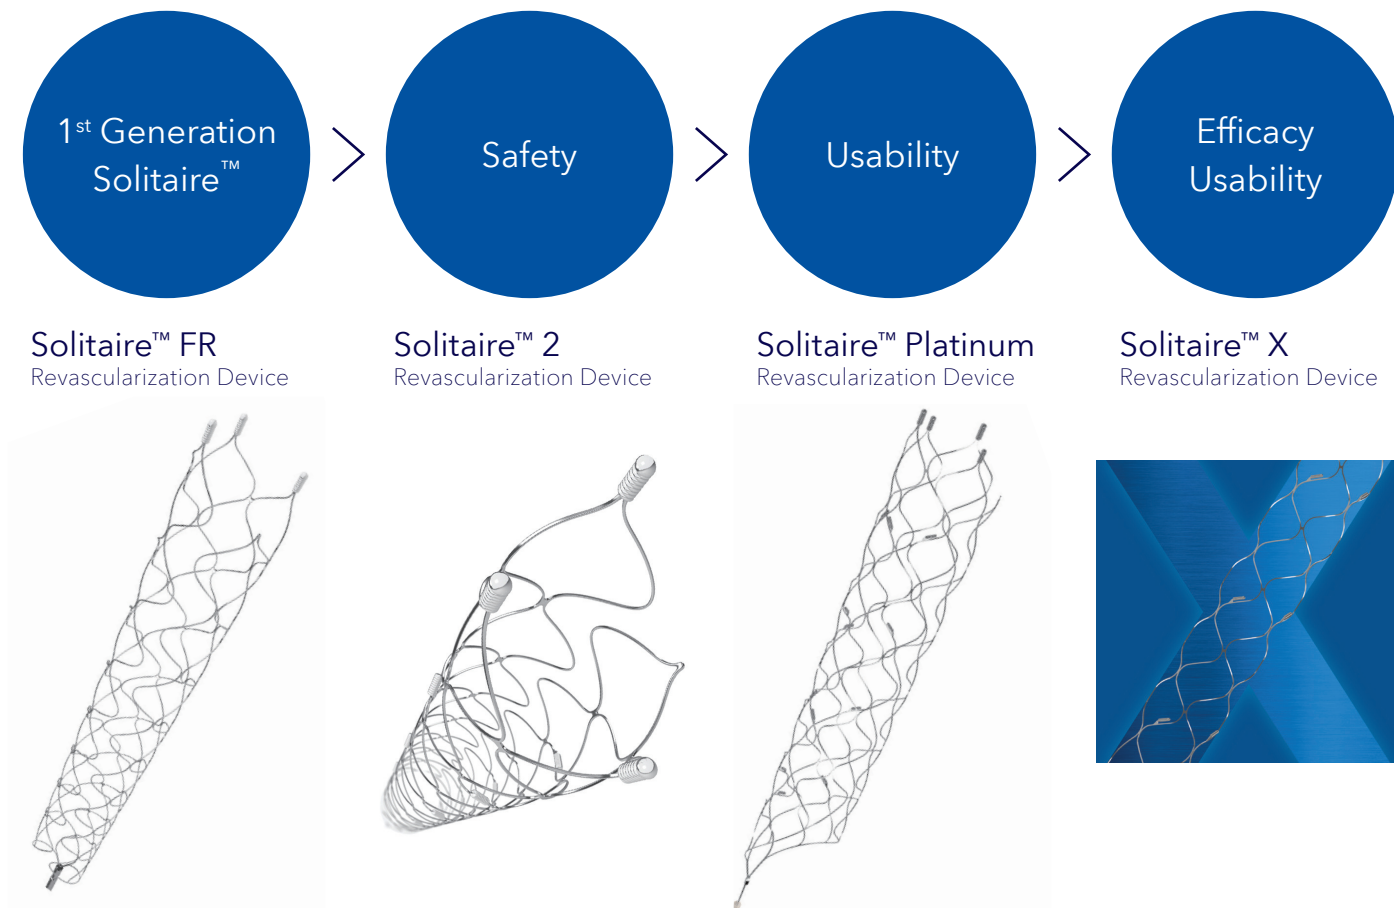 1st Generation
Solitaire™
Safety
Usability
Efficacy
Usability
Solitaire™ FR
Revascularization Device
Solitaire™ 2
Revascularization Device
Solitaire™ Platinum
Revascularization Device
Solitaire™ X
Revascularization Device